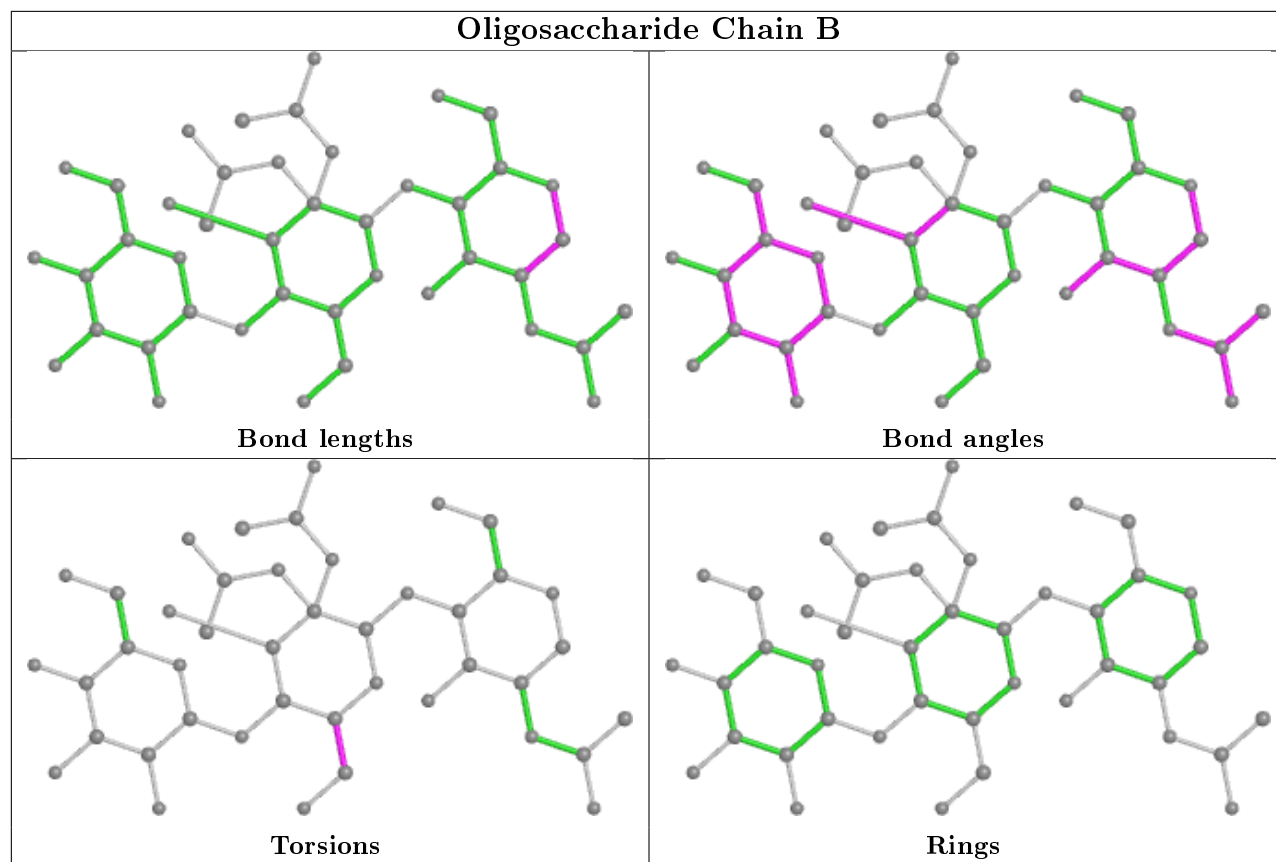 Oligosaccharide Chain B
Bond lengths
Bond angles
Torsions
Rings